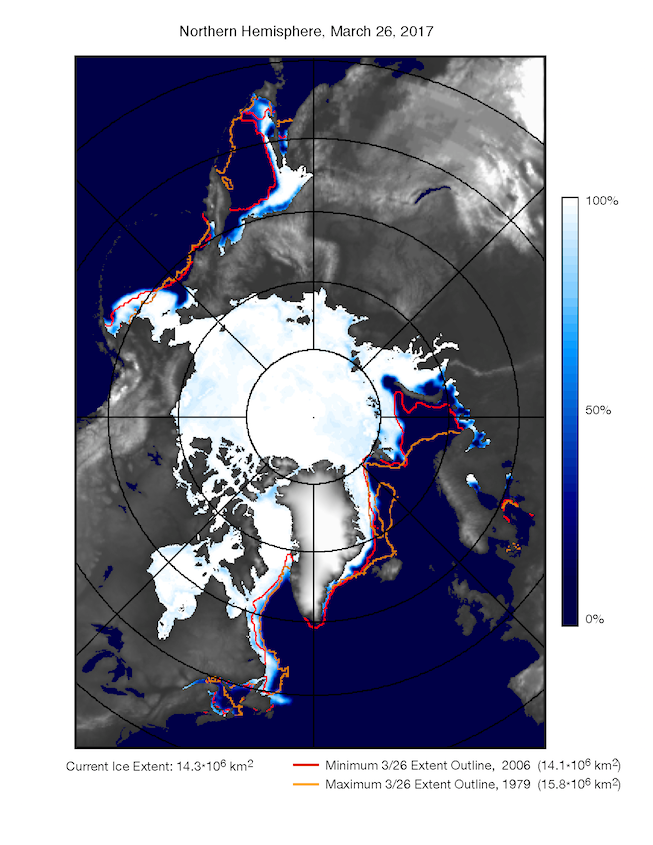 Northern Hemisphere, March 26, 2017
100%
50%
0%
Current Ice Extent: 14.3*10⁶ km²
Minimum 3/26 Extent Outline, 2006 (14.1*10⁶ km²)
Maximum 3/26 Extent Outline, 1979 (15.8*10⁶ km²)